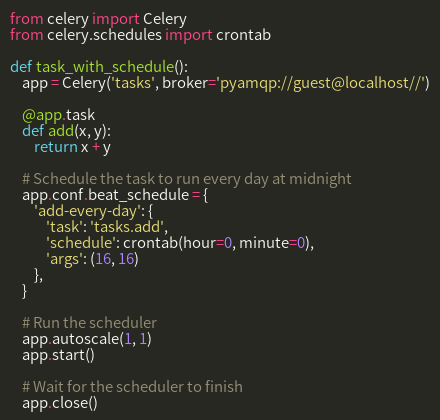 from celery import Celery
from celery.schedules import crontab
def task_with_schedule():
app = Celery('tasks', broker='pyamqp://guest@localhost//')
@app.task
def add(x, y):
return x + y
# Schedule the task to run every day at midnight
app.conf.beat_schedule = {
'add-every-day': {
'task': 'tasks.add',
'schedule': crontab(hour=0, minute=0),
'args': (16, 16)
},
}
# Run the scheduler
app.autoscale(1, 1)
app.start()
# Wait for the scheduler to finish
app.close()